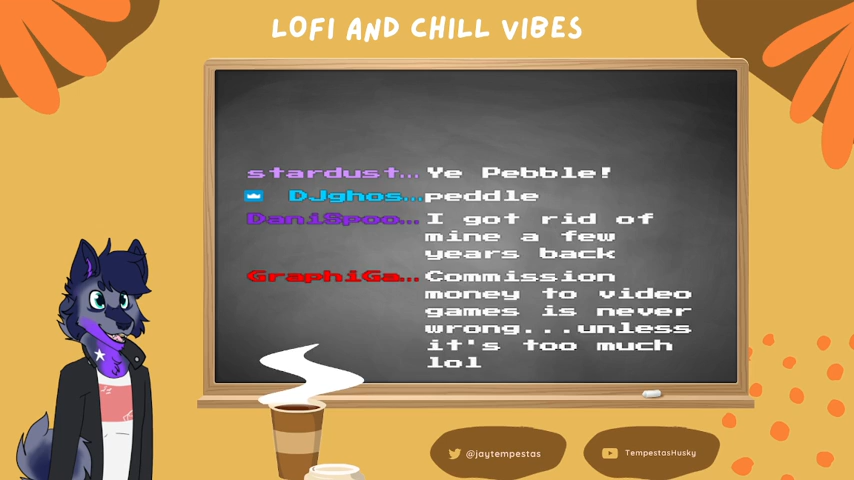 LOFI AND CHILL VIBES
stardust... Ye Pebble!
DJghos... peddle
DaniSpoo... I got rid of
mine a few
years back
GraphiGa... Commission
money to video
games is never
wrong...unless
it's too much
lol
@jaytempestas
TempestasHusky